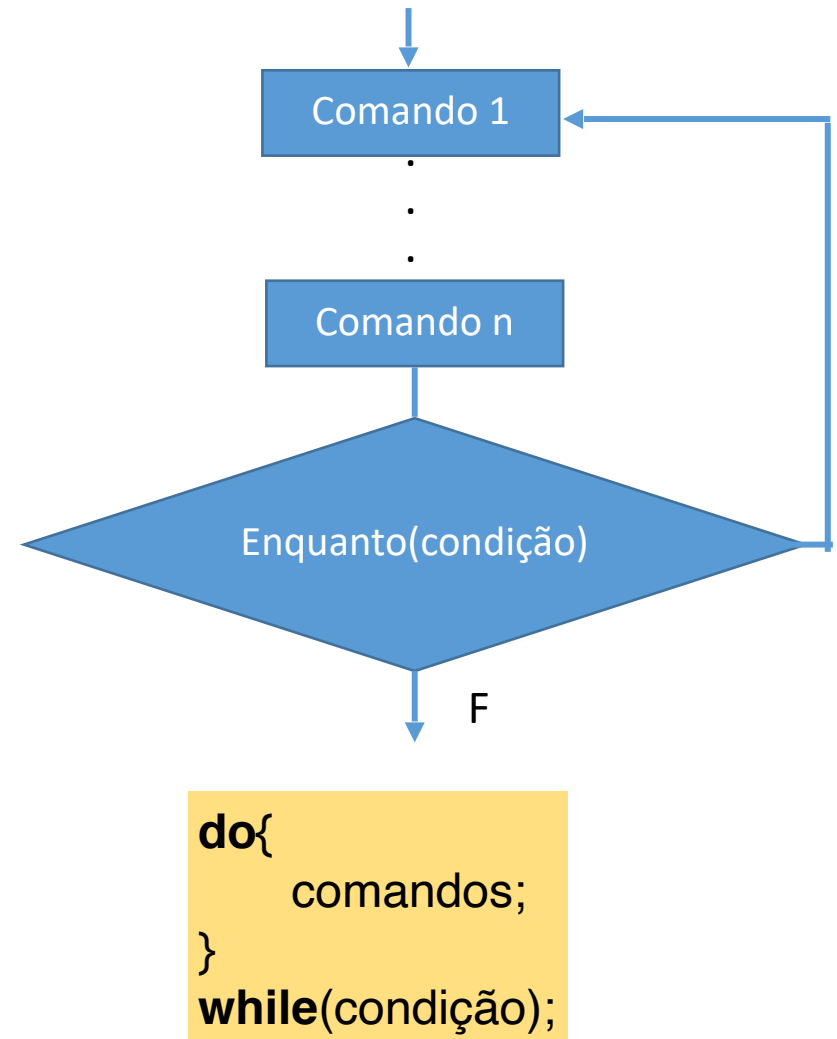 Comando 1
.
.
.
Comando n
Enquanto(condição)
F
do{
comandos;
}
while(condição);